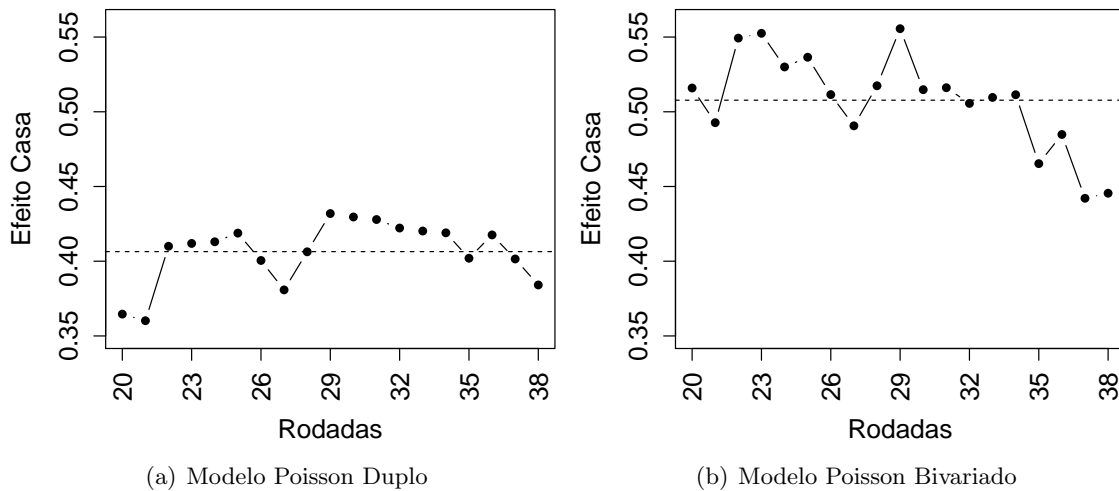 Efeito Casa
0.35 0.40 0.45 0.50 0.55
20 23 26 29 32 35 38
Rodadas
(a) Modelo Poisson Duplo
Efeito Casa
0.35 0.40 0.45 0.50 0.55
20 23 26 29 32 35 38
Rodadas
(b) Modelo Poisson Bivariado